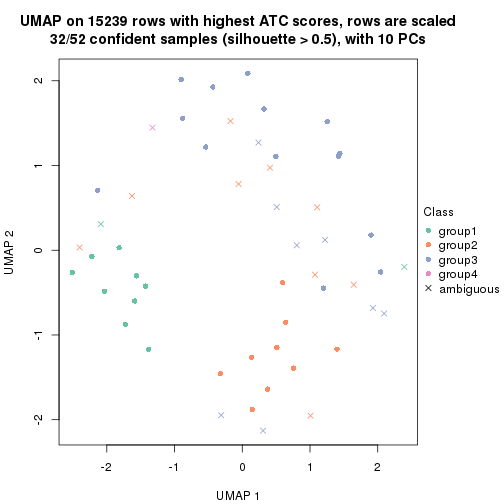 UMAP on 15239 rows with highest ATC scores, rows are scaled
32/52 confident samples (silhouette > 0.5), with 10 PCs
2
1
0
-1
-2
UMAP 2
-2
-1
0
1
2
UMAP 1
Class
group1
group2
group3
group4
ambiguous